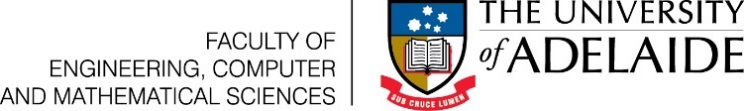 FACULTY OF
ENGINEERING, COMPUTER
AND MATHEMATICAL SCIENCES
THE UNIVERSITY
of ADELAIDE
SUB CRUCE LUMEN